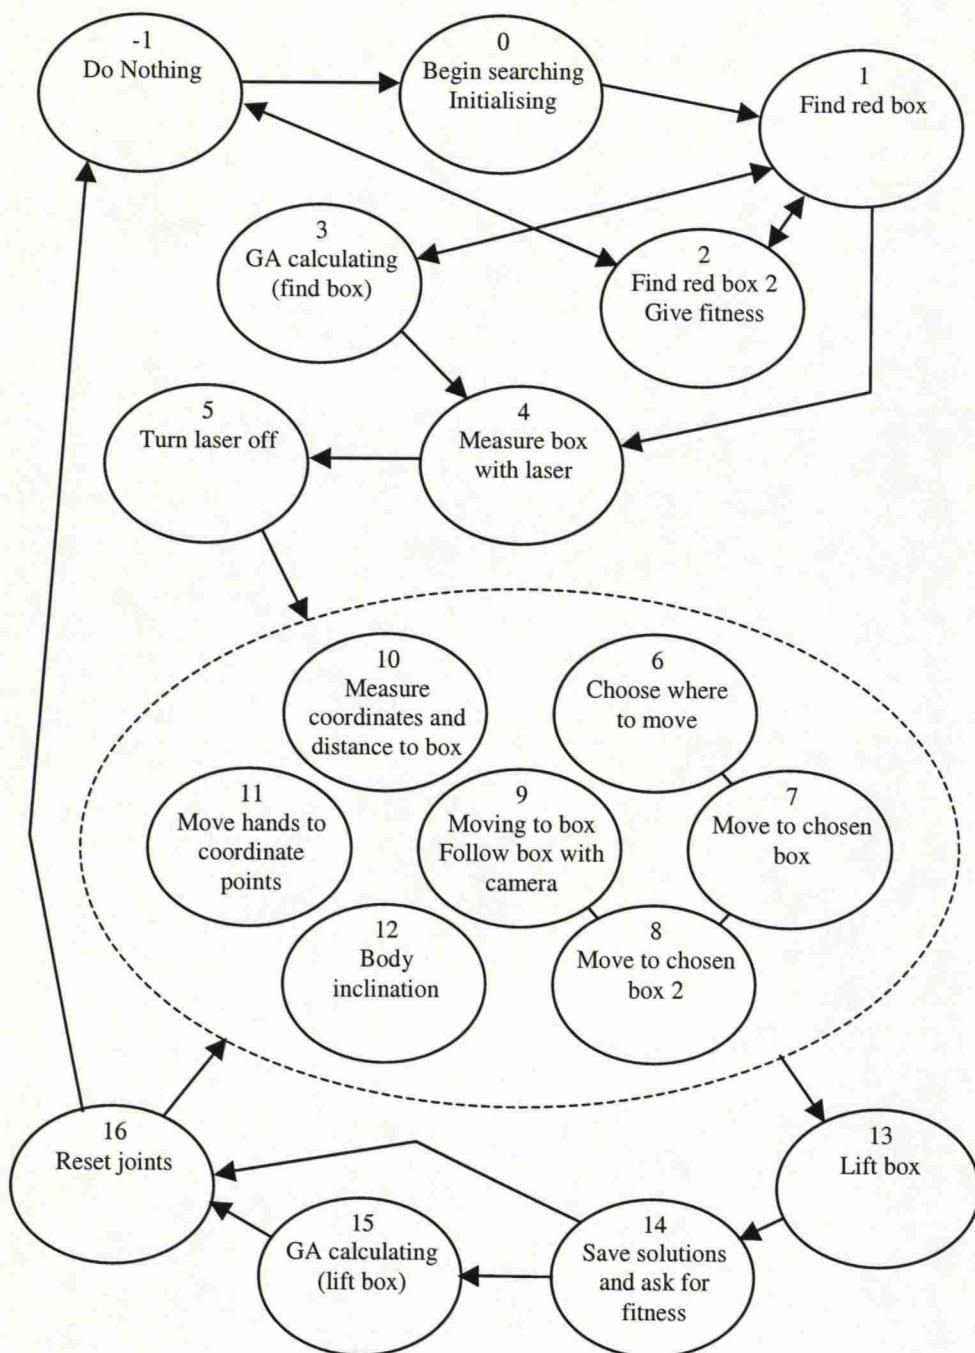 -1
Do Nothing
0
Begin searching
Initialising
1
Find red box
3
GA calculating
(find box)
2
Find red box 2
Give fitness
5
Turn laser off
4
Measure box
with laser
10
Measure
coordinates and
distance to box
6
Choose where
to move
11
Move hands to
coordinate
points
9
Moving to box
Follow box with
camera
7
Move to chosen
box
12
Body
inclination
8
Move to chosen
box 2
16
Reset joints
13
Lift box
15
GA calculating
(lift box)
14
Save solutions
and ask for
fitness